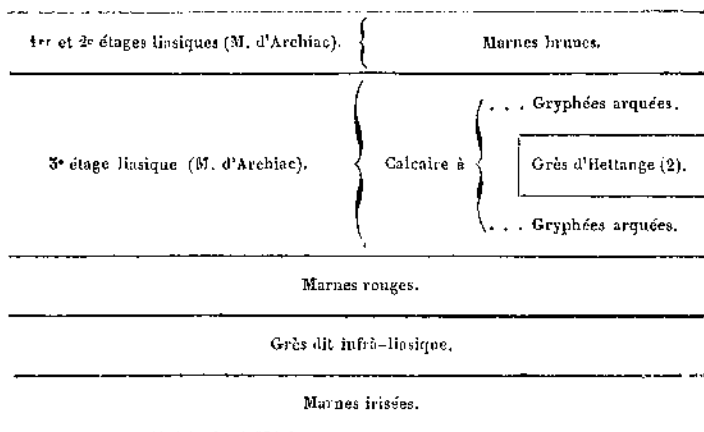 1er et 2e étages liasiques (M. d'Archiac). Marnes brunes.
. . . Gryphées arquées.
3e étage liasique (M. d'Archiac). Calcaire à Grès d'Hettange (2).
. . . Gryphées arquées.
Marnes rouges.
Grès dit infrà-liasique.
Marnes irisées.